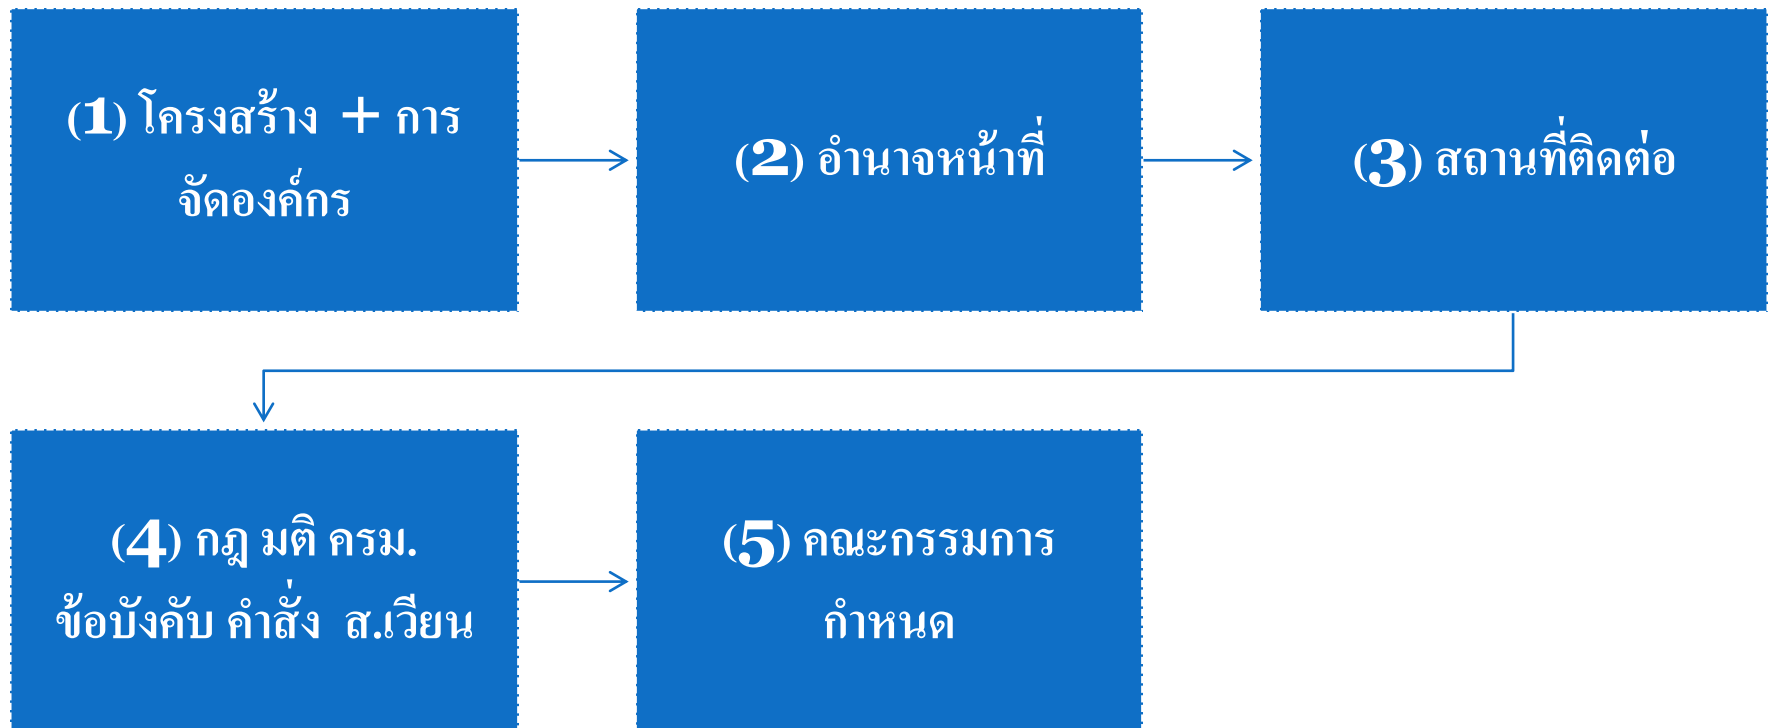 (1) โครงสร้าง + การ
จัดองค์กร
(2) อำนาจหน้าที่
(3) สถานที่ติดต่อ
(4) กฎ มติ ครม.
ข้อบังคับ คำสั่ง ส.เวียน
(5) คณะกรรมการ
กำหนด